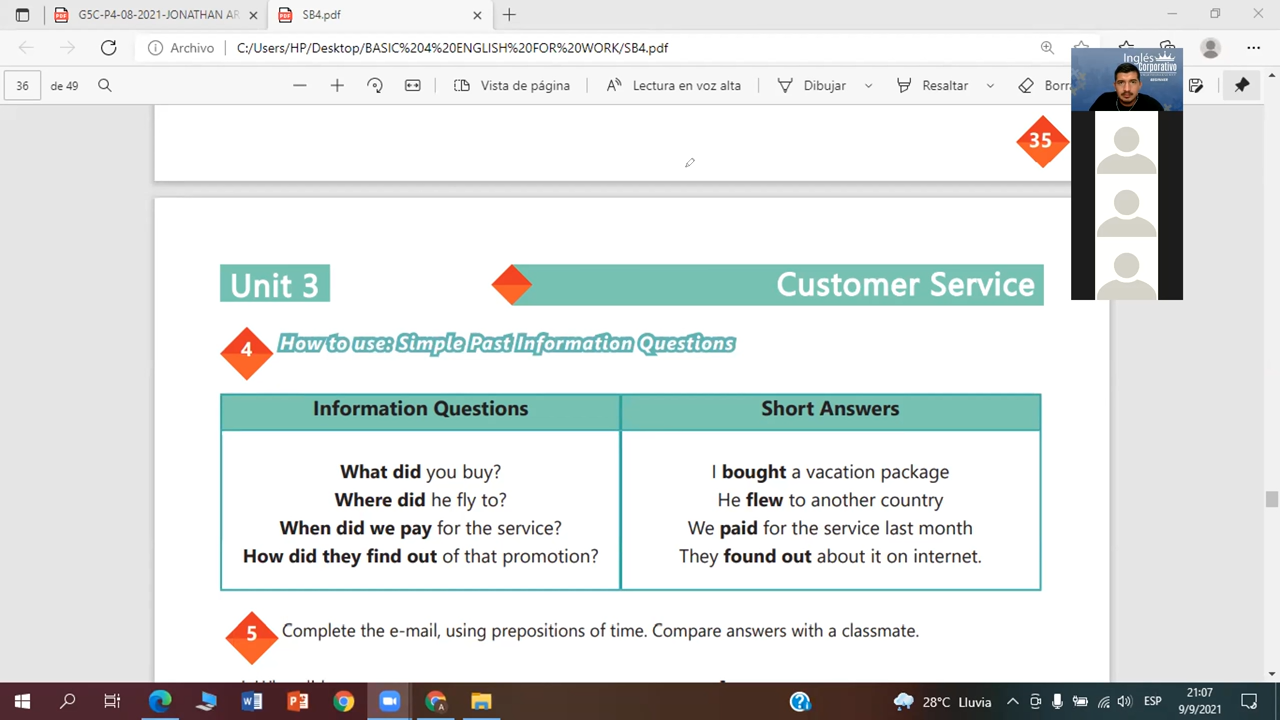 G5C-P4-08-2021-JONATHAN AR
SB4.pdf
Archivo
C:/Users/HP/Desktop/BASIC%204%20ENGLISH%20FOR%20WORK/SB4.pdf
36 de 49
Vista de página
Lectura en voz alta
Dibujar
Resaltar
Borra
Inglés
Corporativo
35
Unit 3
Customer Service
4 How to use: Simple Past Information Questions
Information Questions
Short Answers
What did you buy?
I bought a vacation package
Where did he fly to?
He flew to another country
When did we pay for the service?
We paid for the service last month
How did they find out of that promotion?
They found out about it on internet.
5 Complete the e-mail, using prepositions of time. Compare answers with a classmate.
28°C Lluvia
ESP
21:07
9/9/2021